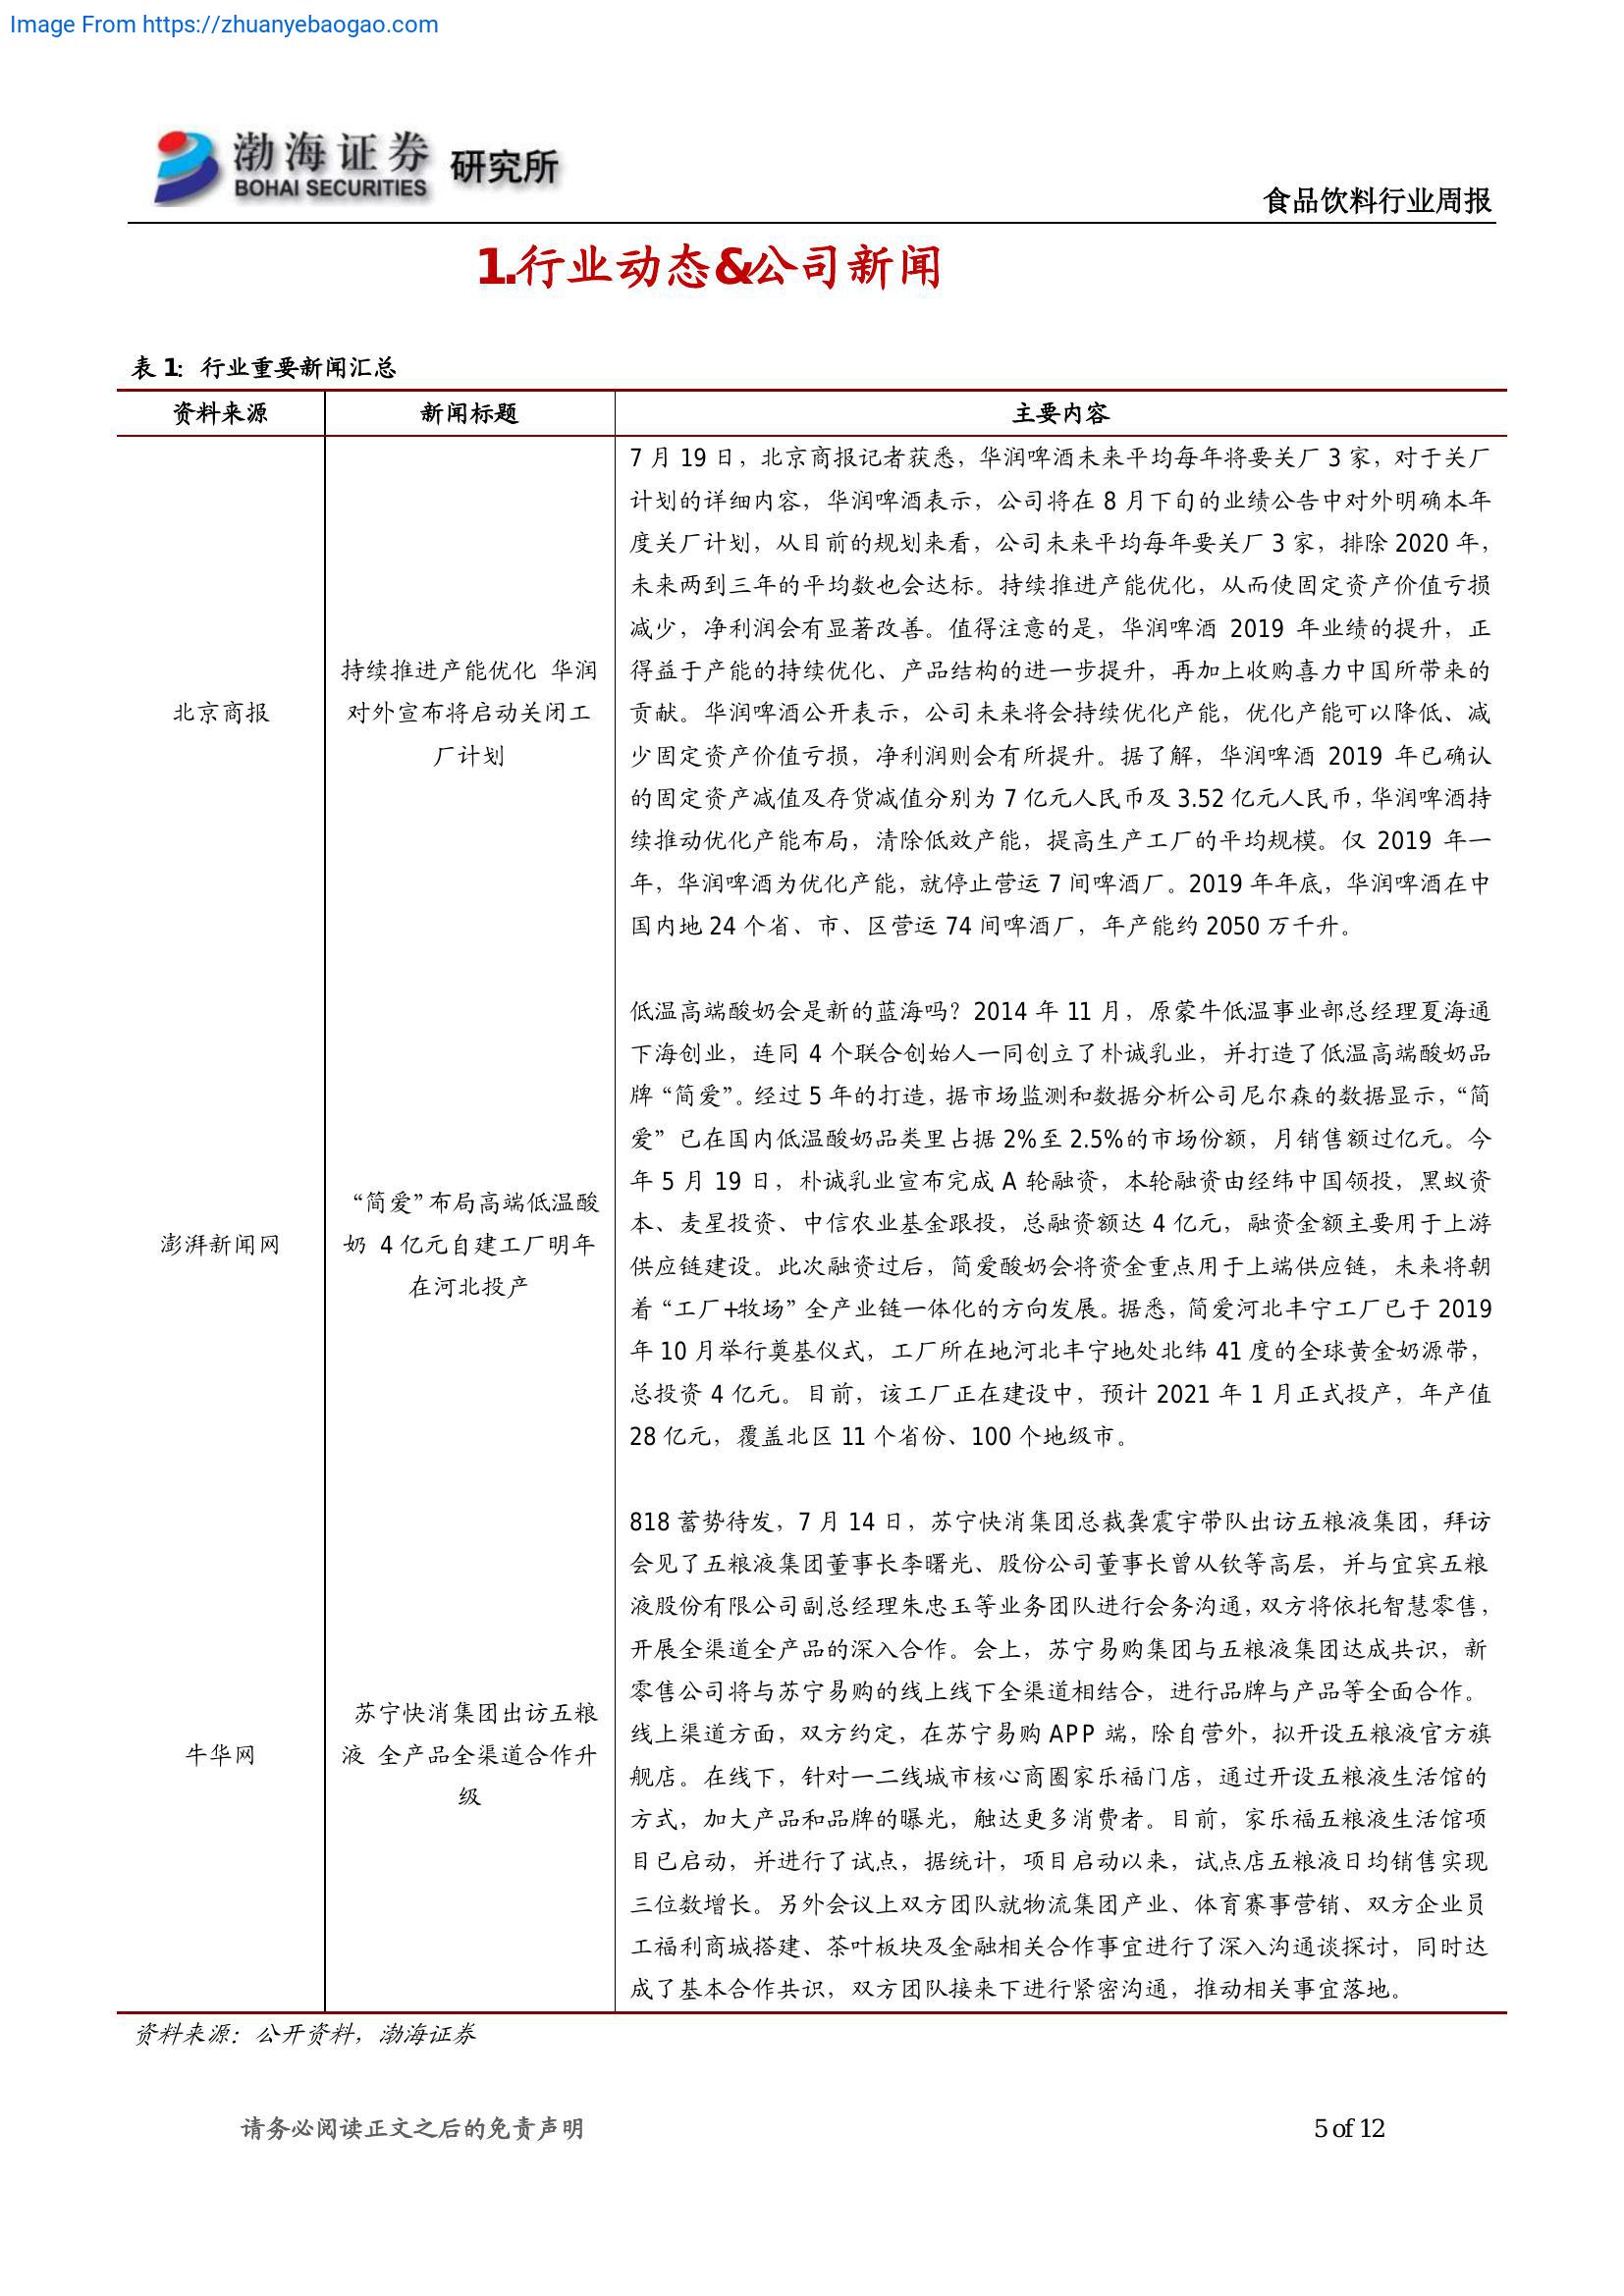 Image From https://zhuanyebaogao.com
渤海证券 研究所
BOHAI SECURITIES
食品饮料行业周报
1.行业动态&公司新闻
表 1：行业重要新闻汇总
资料来源 新闻标题 主要内容
北京商报
持续推进产能优化 华润
对外宣布将启动关闭工
厂计划
7 月 19 日，北京商报记者获悉，华润啤酒未来平均每年将要关厂 3 家，对于关厂
计划的详细内容，华润啤酒表示，公司将在 8 月下旬的业绩公告中对外明确本年
度关厂计划，从目前的规划来看，公司未来平均每年要关厂 3 家，排除 2020 年，
未来两到三年的平均数也会达标。持续推进产能优化，从而使固定资产价值亏损
减少，净利润会有显著改善。值得注意的是，华润啤酒 2019 年业绩的提升，正
得益于产能的持续优化、产品结构的进一步提升，再加上收购喜力中国所带来的
贡献。华润啤酒公开表示，公司未来将会持续优化产能，优化产能可以降低、减
少固定资产价值亏损，净利润则会有所提升。据了解，华润啤酒 2019 年已确认
的固定资产减值及存货减值分别为 7 亿元人民币及 3.52 亿元人民币，华润啤酒持
续推动优化产能布局，清除低效产能，提高生产工厂的平均规模。仅 2019 年一
年，华润啤酒为优化产能，就停止营运 7 间啤酒厂。2019 年年底，华润啤酒在中
国内地 24 个省、市、区营运 74 间啤酒厂，年产能约 2050 万千升。
澎湃新闻网
“简爱”布局高端低温酸
奶 4 亿元自建工厂明年
在河北投产
低温高端酸奶会是新的蓝海吗？2014 年 11 月，原蒙牛低温事业部总经理夏海通
下海创业，连同 4 个联合创始人一同创立了朴诚乳业，并打造了低温高端酸奶品
牌“简爱”。经过 5 年的打造，据市场监测和数据分析公司尼尔森的数据显示，“简
爱”已在国内低温酸奶品类里占据 2%至 2.5%的市场份额，月销售额过亿元。今
年 5 月 19 日，朴诚乳业宣布完成 A 轮融资，本轮融资由经纬中国领投，黑蚁资
本、麦星投资、中信农业基金跟投，总融资额达 4 亿元，融资金额主要用于上游
供应链建设。此次融资过后，简爱酸奶会将资金重点用于上端供应链，未来将朝
着“工厂+牧场”全产业链一体化的方向发展。据悉，简爱河北丰宁工厂已于 2019
年 10 月举行奠基仪式，工厂所在地河北丰宁地处北纬 41 度的全球黄金奶源带，
总投资 4 亿元。目前，该工厂正在建设中，预计 2021 年 1 月正式投产，年产值
28 亿元，覆盖北区 11 个省份、100 个地级市。
牛华网
苏宁快消集团出访五粮
液 全产品全渠道合作升
级
818 蓄势待发，7 月 14 日，苏宁快消集团总裁龚震宇带队出访五粮液集团，拜访
会见了五粮液集团董事长李曙光、股份公司董事长曾从钦等高层，并与宜宾五粮
液股份有限公司副总经理朱忠玉等业务团队进行会务沟通，双方将依托智慧零售，
开展全渠道全产品的深入合作。会上，苏宁易购集团与五粮液集团达成共识，新
零售公司将与苏宁易购的线上线下全渠道相结合，进行品牌与产品等全面合作。
线上渠道方面，双方约定，在苏宁易购 APP 端，除自营外，拟开设五粮液官方旗
舰店。在线下，针对一二线城市核心商圈家乐福门店，通过开设五粮液生活馆的
方式，加大产品和品牌的曝光，触达更多消费者。目前，家乐福五粮液生活馆项
目已启动，并进行了试点，据统计，项目启动以来，试点店五粮液日均销售实现
三位数增长。另外会议上双方团队就物流集团产业、体育赛事营销、双方企业员
工福利商城搭建、茶叶板块及金融相关合作事宜进行了深入沟通谈探讨，同时达
成了基本合作共识，双方团队接来下进行紧密沟通，推动相关事宜落地。
资料来源：公开资料，渤海证券
请务必阅读正文之后的免责声明 5 of 12